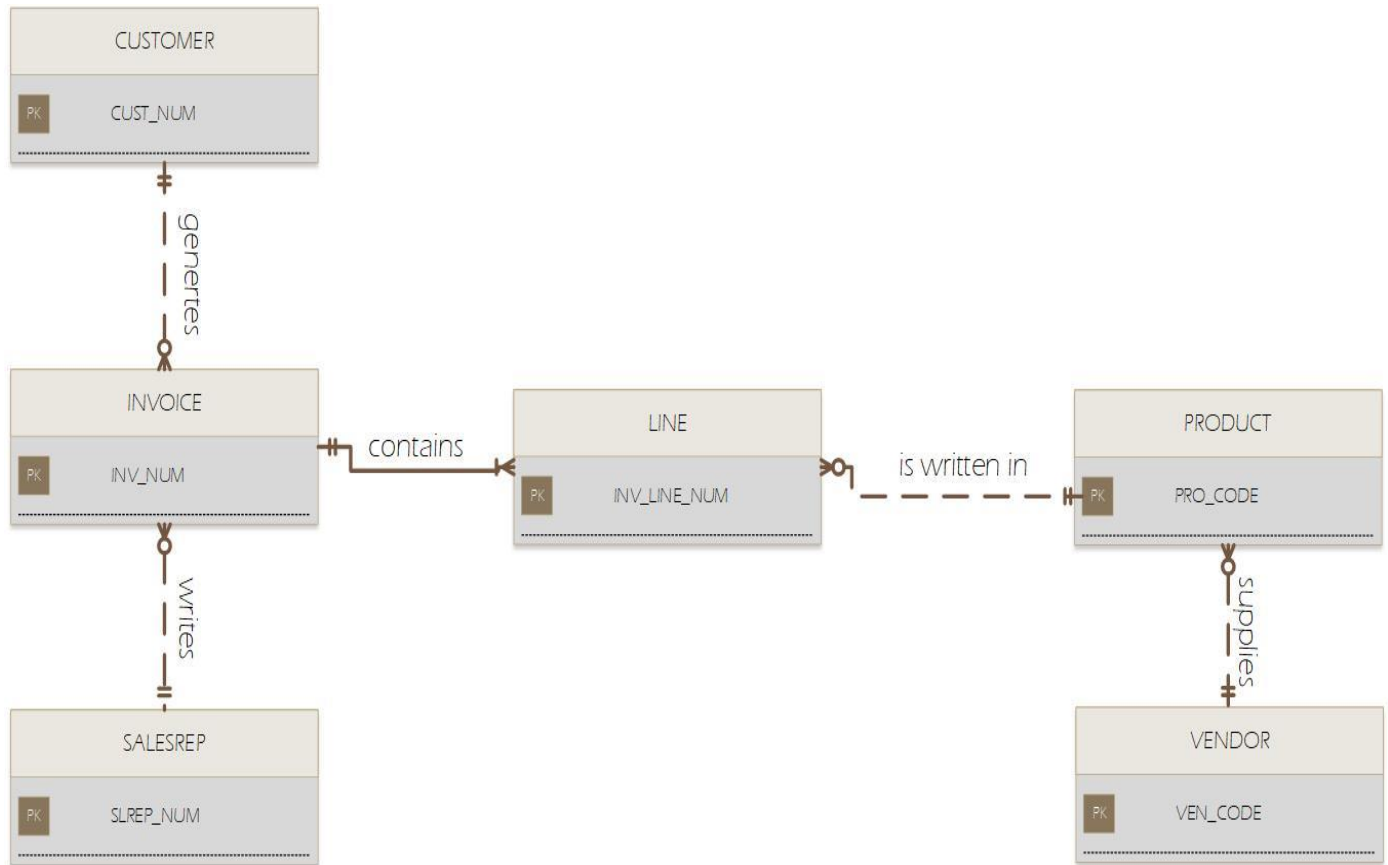 CUSTOMER
PK CUST_NUM
genertes
INVOICE
PK INV_NUM
contains
LINE
PK INV_LINE_NUM
is written in
PRODUCT
PK PRO_CODE
writes
supplies
SALESREP
PK SLREP_NUM
VENDOR
PK VEN_CODE